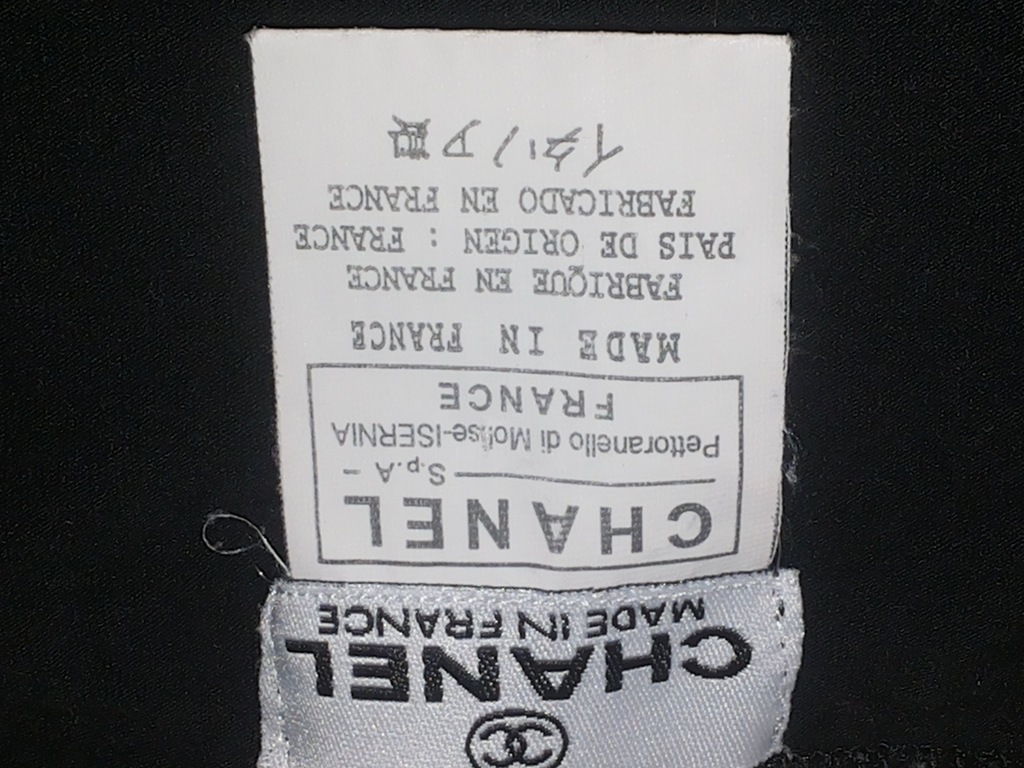 CHANEL
MADE IN FRANCE
CHANEL
S.p.A -
Pettoranello di Molise-ISERNIA
FRANCE
MADE IN FRANCE
FABRIQUE EN FRANCE
PAIS DE ORIGEN : FRANCE
FABRICADO EN FRANCE
イタリア製